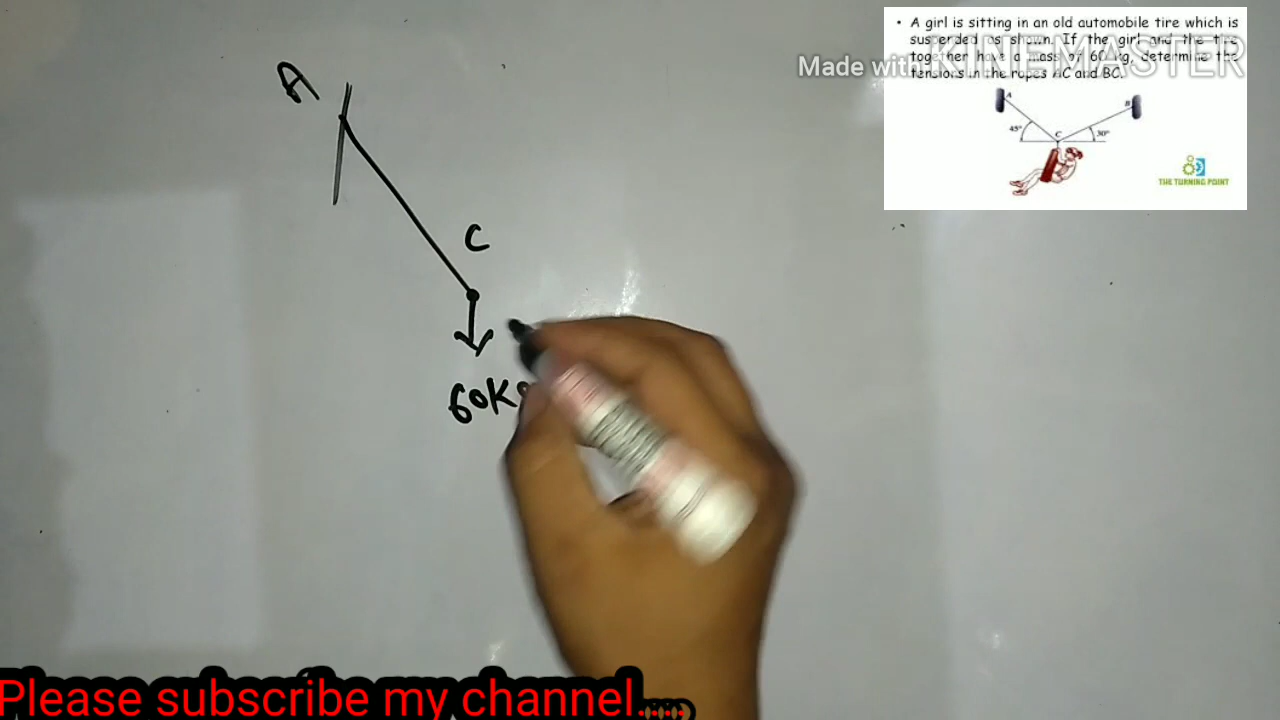 • A girl is sitting in an old automobile tire which is
suspended as shown. If the girl and the tire
together have a mass of 60 kg, determine the
tensions in the ropes AC and BC.
Made with KINEMASTER
A
B
45°
C
30°
THE TURNING POINT
A
C
60K
Please subscribe my channel....